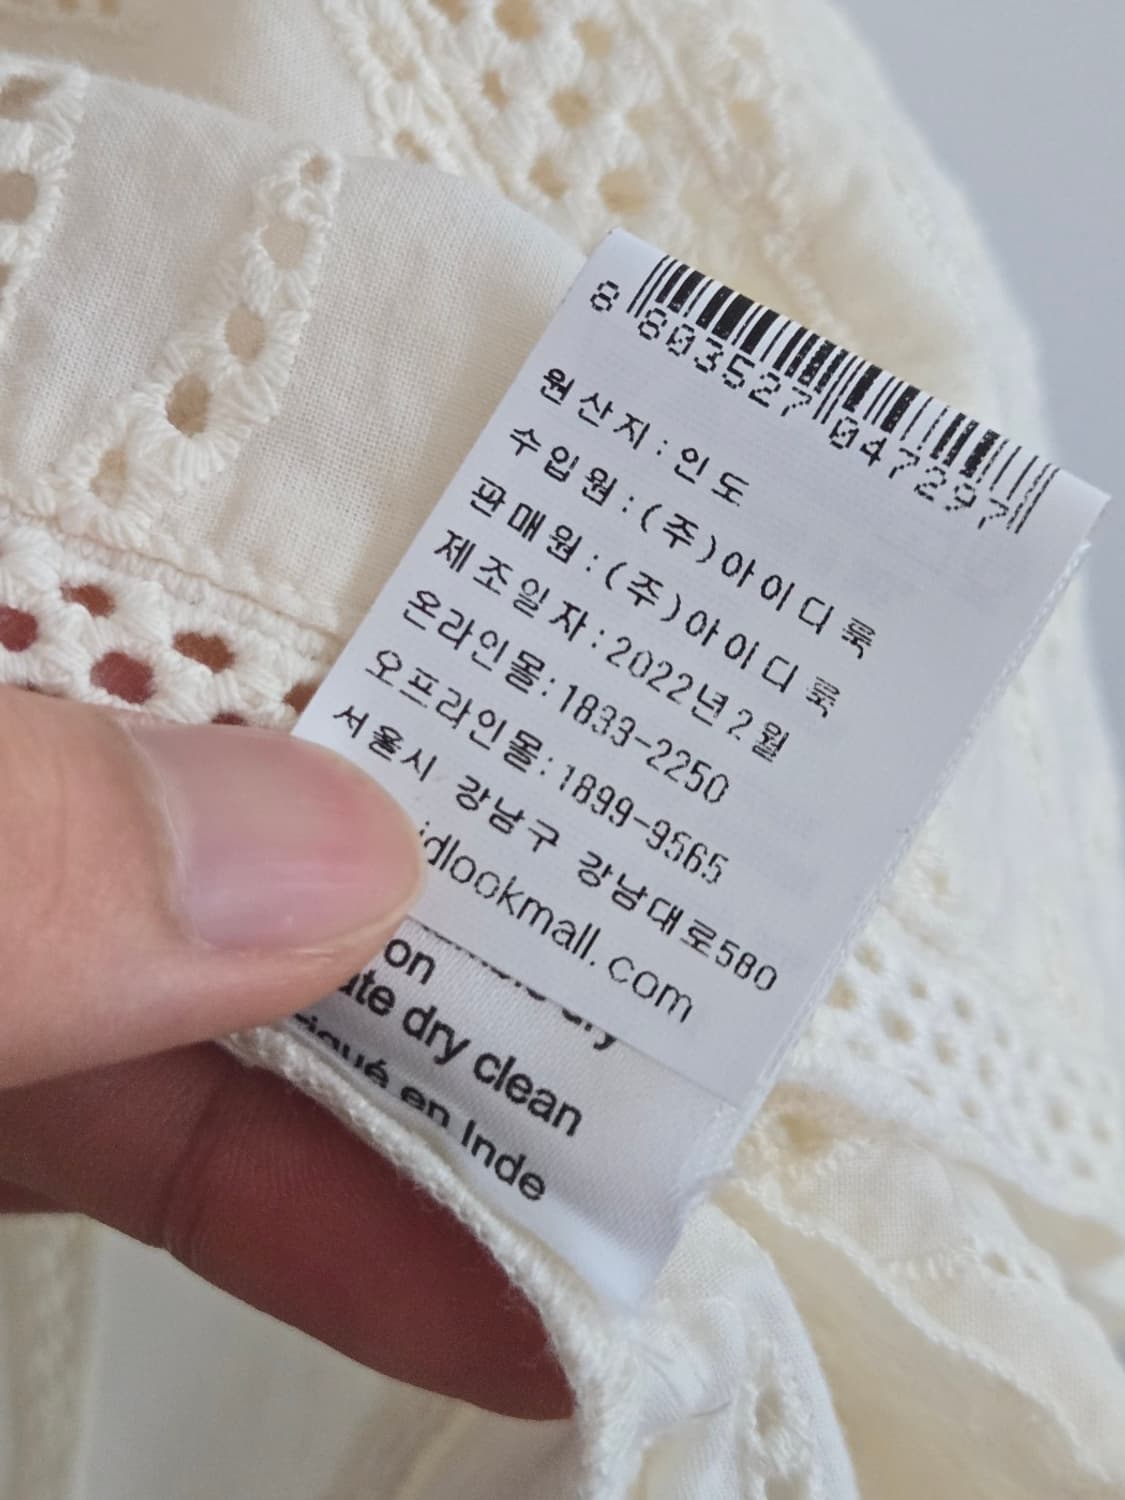 8 803527 047297
원산지:인도
수입원:(주)아이디룩
판매원:(주)아이디룩
제조일자:2022년2월
온라인몰:1833-2250
오프라인몰:1899-9565
서울시 강남구 강남대로580
idlookmall.com
on
dry clean
en Inde